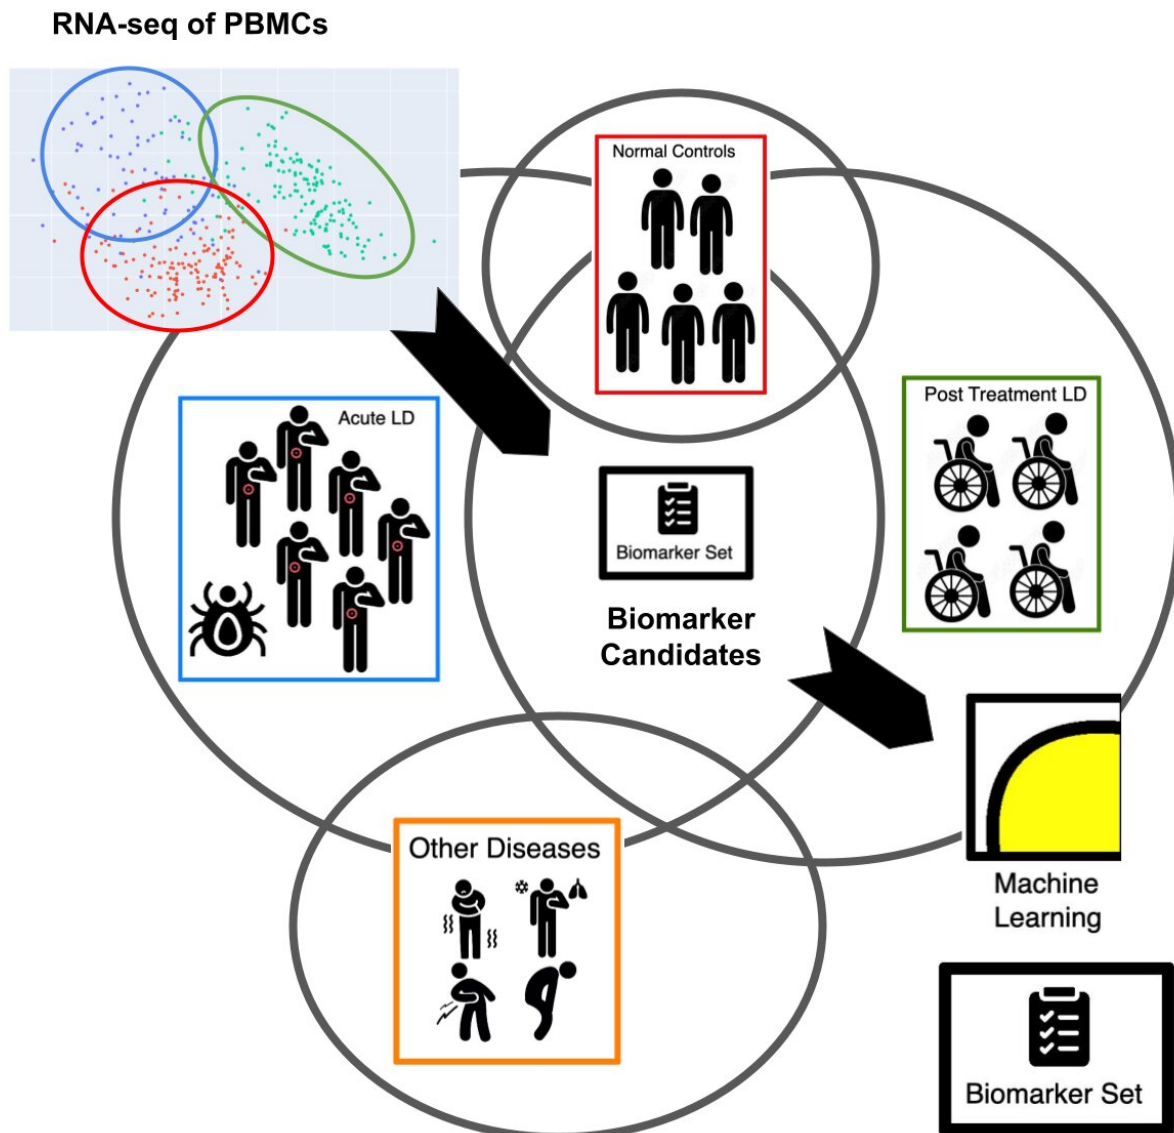 RNA-seq of PBMCs
Normal Controls
Acute LD
Post Treatment LD
Biomarker Set
Biomarker
Candidates
Other Diseases
Machine
Learning
Biomarker Set